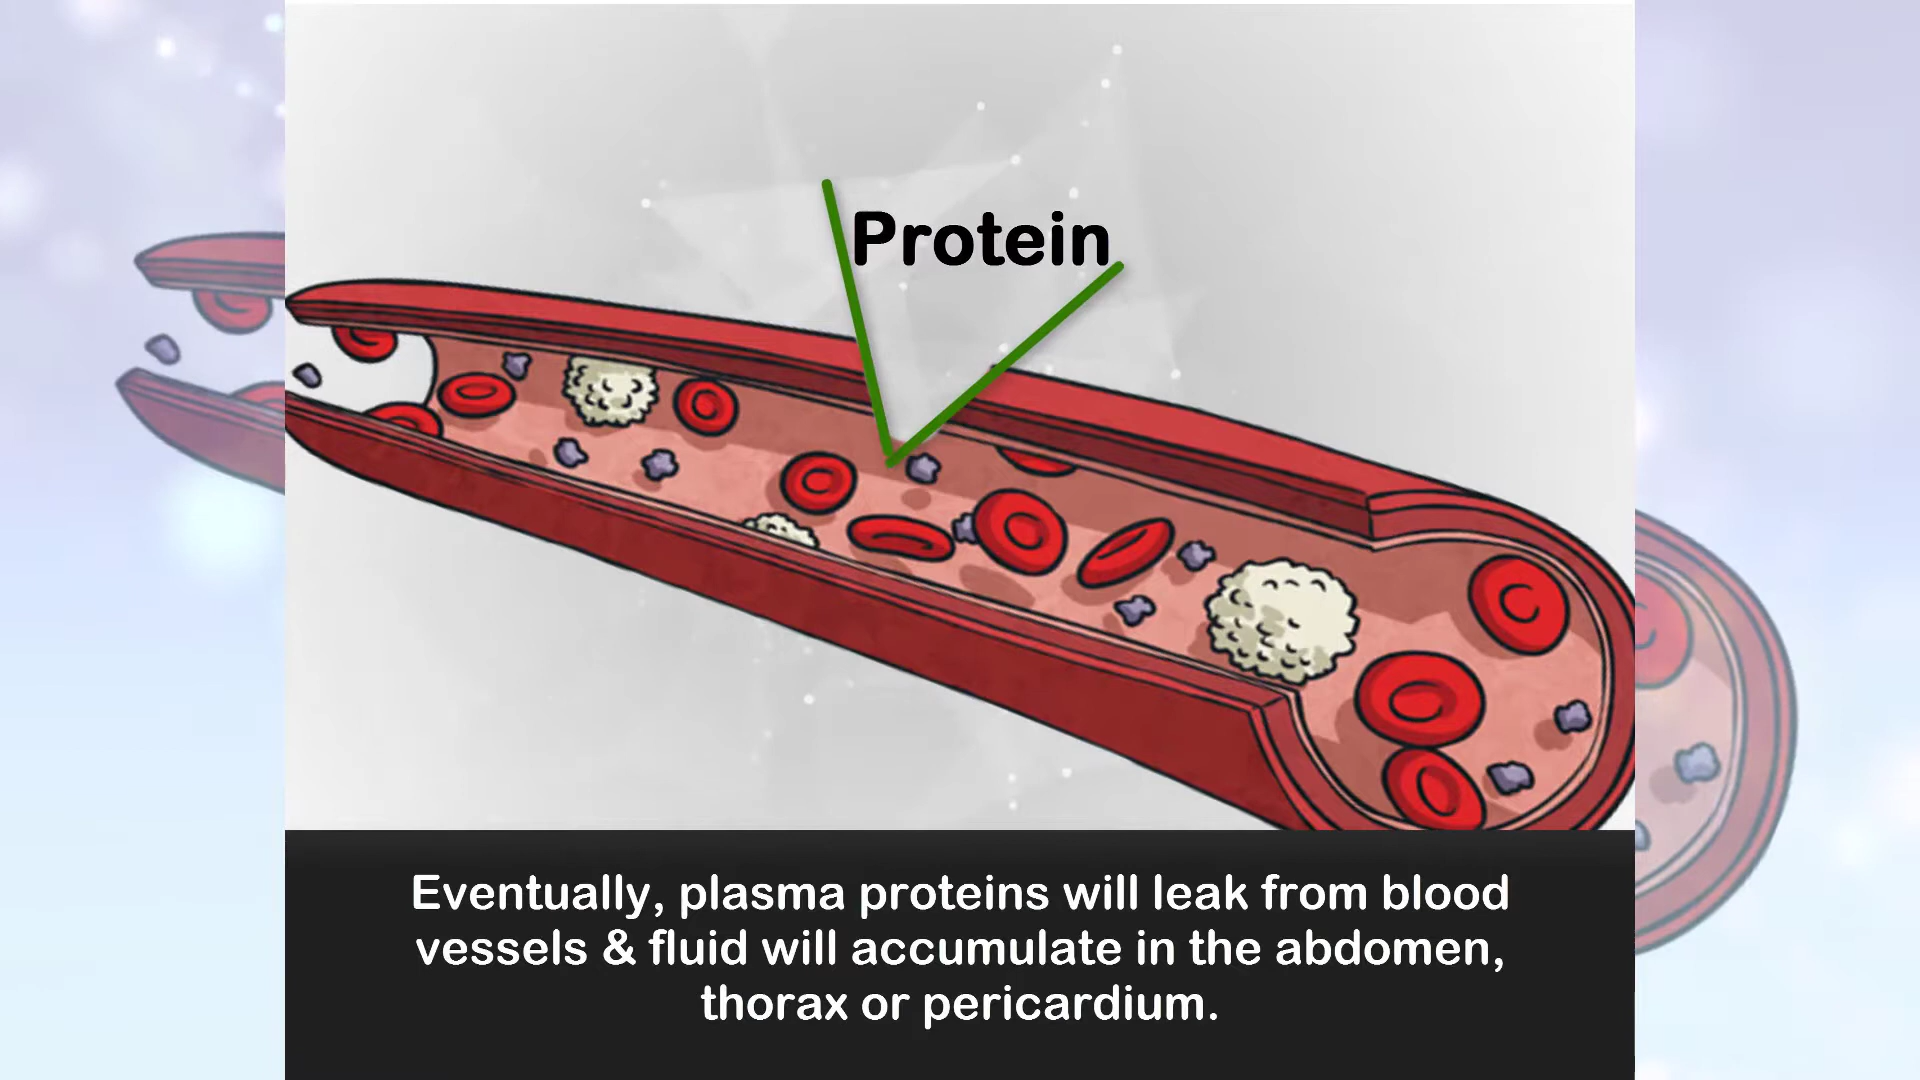 Protein
Eventually, plasma proteins will leak from blood
vessels & fluid will accumulate in the abdomen,
thorax or pericardium.